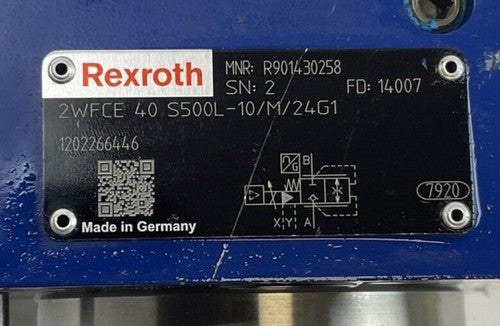 Rexroth
MNR: R901430258
SN: 2 FD: 14007
2WFCE 40 S500L-10/M/24G1
1202266446
B
G
X Y A
Made in Germany
7920